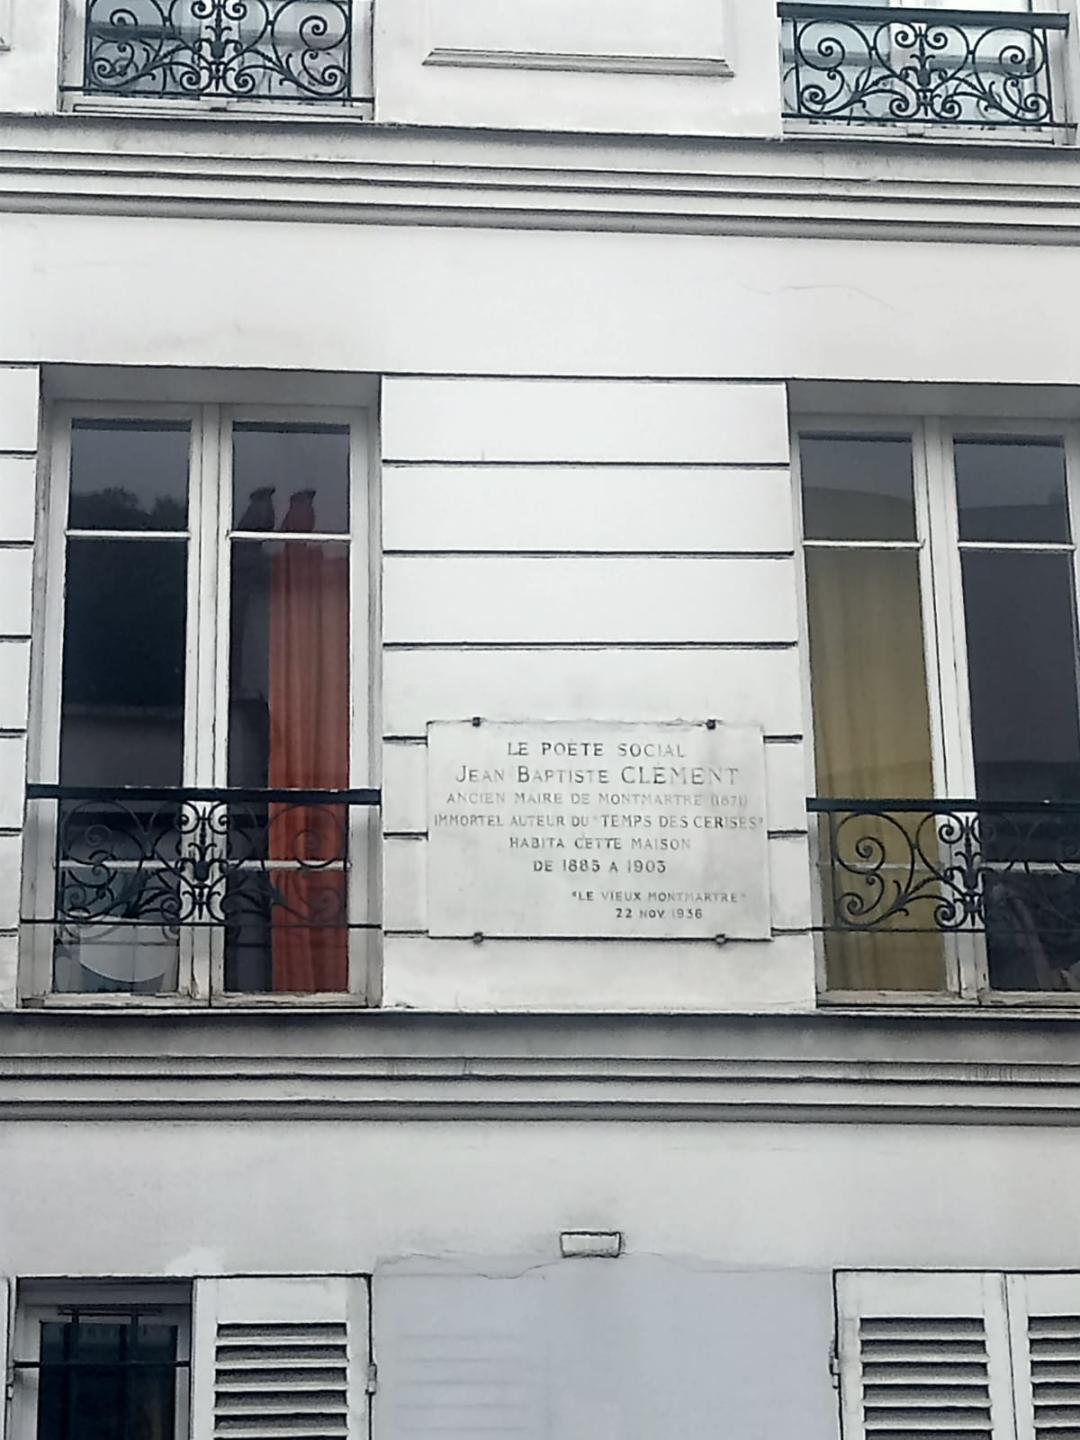 LE POÈTE SOCIAL
JEAN BAPTISTE CLÉMENT
ANCIEN MAIRE DE MONTMARTRE (1871)
IMMORTEL AUTEUR DU "TEMPS DES CERISES"
HABITA CETTE MAISON
DE 1885 A 1903
"LE VIEUX MONTMARTRE"
22 NOV. 1936